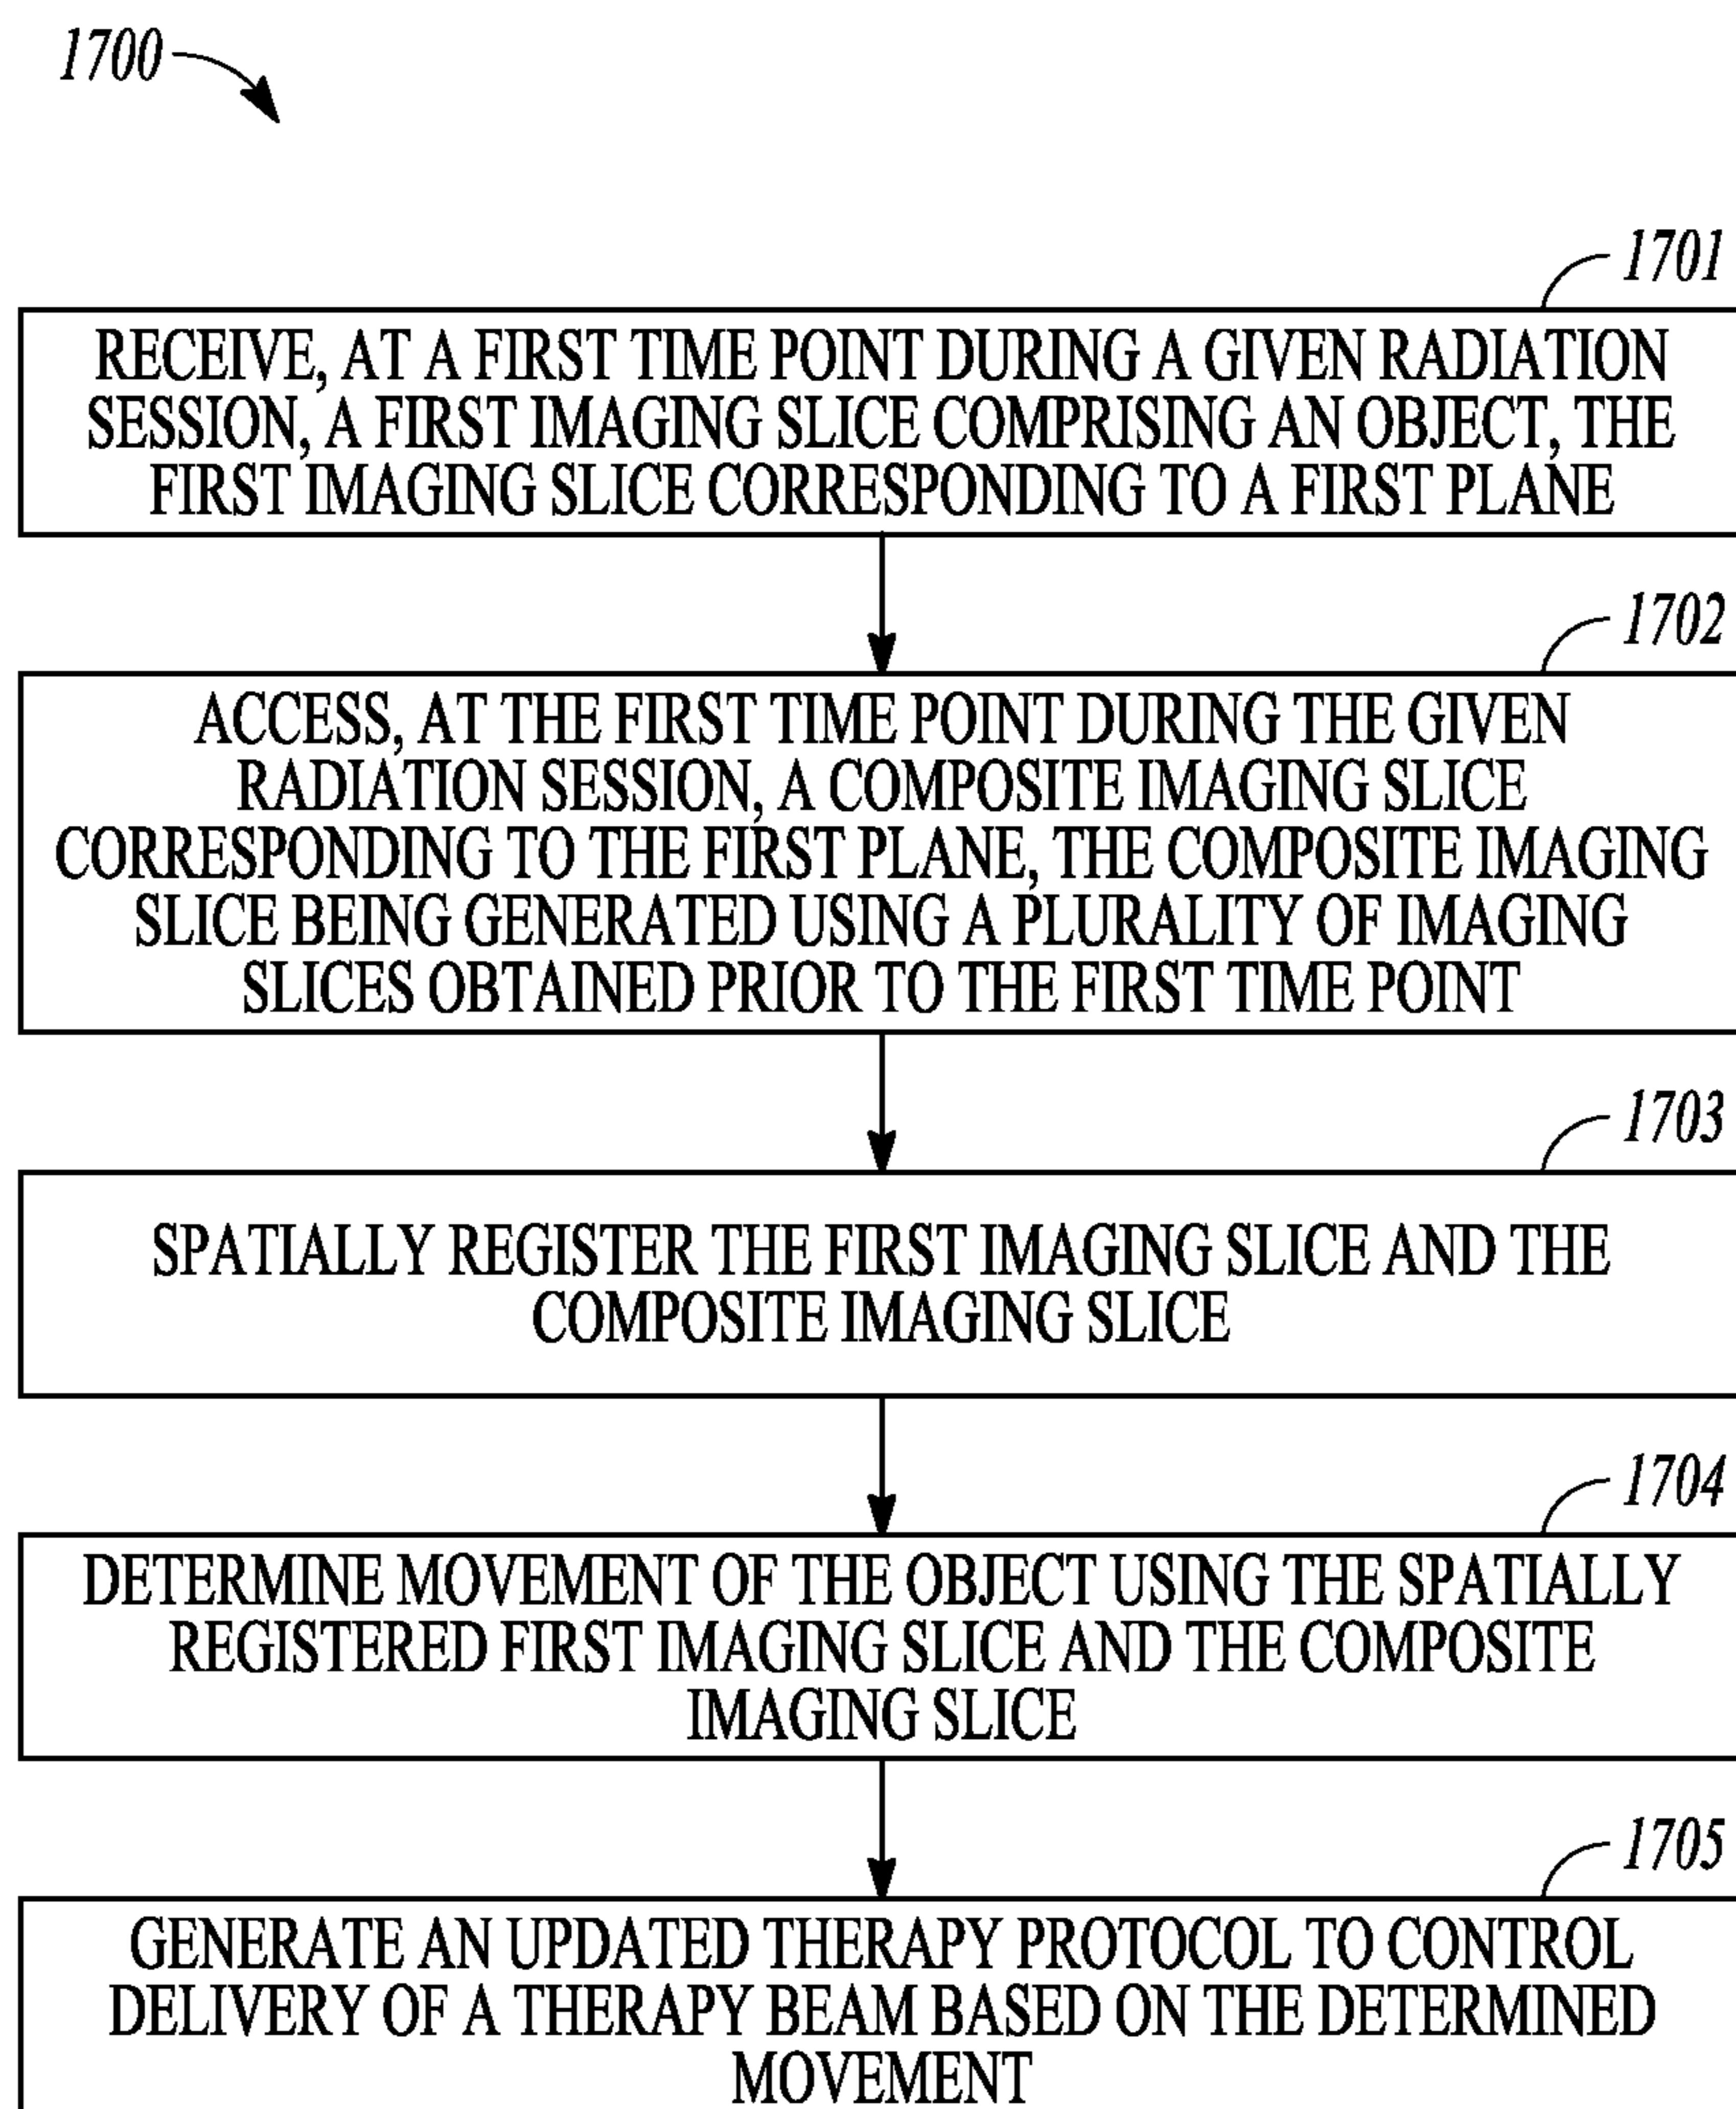 1700
1701
RECEIVE, AT A FIRST TIME POINT DURING A GIVEN RADIATION
SESSION, A FIRST IMAGING SLICE COMPRISING AN OBJECT, THE
FIRST IMAGING SLICE CORRESPONDING TO A FIRST PLANE
1702
ACCESS, AT THE FIRST TIME POINT DURING THE GIVEN
RADIATION SESSION, A COMPOSITE IMAGING SLICE
CORRESPONDING TO THE FIRST PLANE, THE COMPOSITE IMAGING
SLICE BEING GENERATED USING A PLURALITY OF IMAGING
SLICES OBTAINED PRIOR TO THE FIRST TIME POINT
1703
SPATIALLY REGISTER THE FIRST IMAGING SLICE AND THE
COMPOSITE IMAGING SLICE
1704
DETERMINE MOVEMENT OF THE OBJECT USING THE SPATIALLY
REGISTERED FIRST IMAGING SLICE AND THE COMPOSITE
IMAGING SLICE
1705
GENERATE AN UPDATED THERAPY PROTOCOL TO CONTROL
DELIVERY OF A THERAPY BEAM BASED ON THE DETERMINED
MOVEMENT